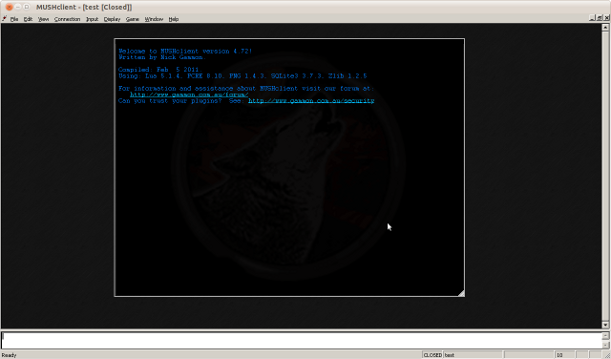 MUSHclient - [test [Closed]]
File Edit View Connection Input Display Game Window Help
Welcome to MUSHclient version 4.72!
Written by Nick Gammon.
Compiled: Feb 5 2011.
Using: Lua 5.1.4, PCRE 8.10, PNG 1.4.3, SQLite3 3.7.3, Zlib 1.2.5
For information and assistance about MUSHclient visit our forum at:
http://www.gammon.com.au/forum/
Can you trust your plugins? See: http://www.gammon.com.au/security
Ready CLOSED test 10